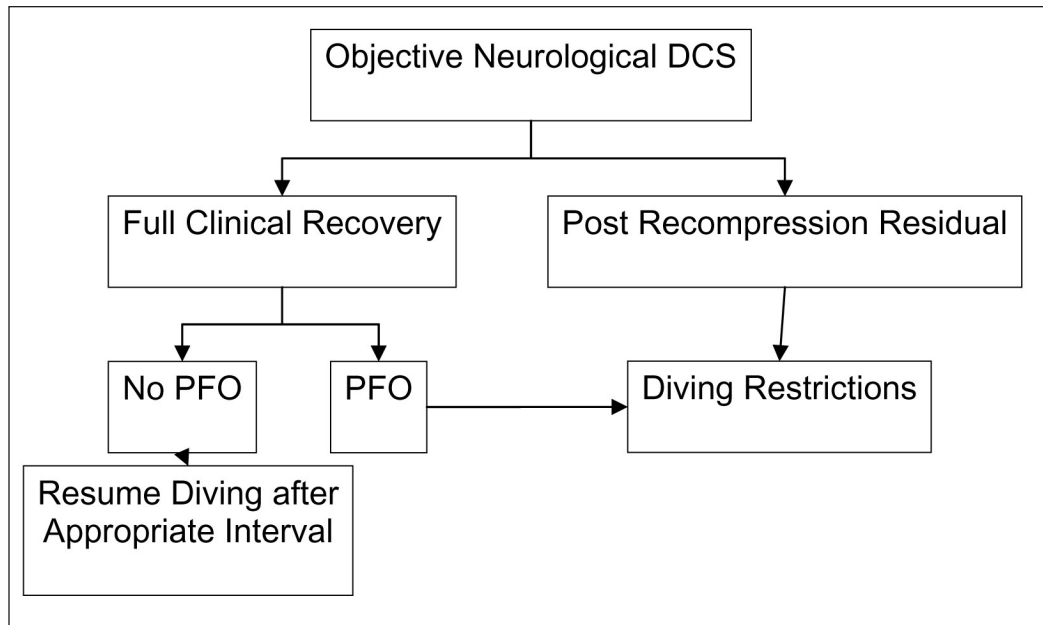 Objective Neurological DCS
Full Clinical Recovery
Post Recompression Residual
No PFO
PFO
Diving Restrictions
Resume Diving after
Appropriate Interval